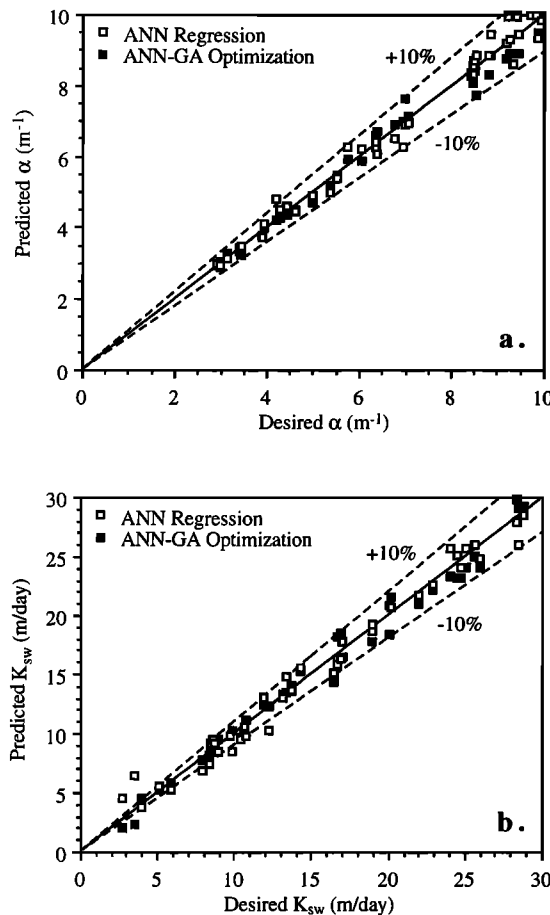 10
8
6
4
2
0
Predicted α (m⁻¹)
ANN Regression
ANN-GA Optimization
+10%
-10%
a.
0 2 4 6 8 10
Desired α (m⁻¹)
30
25
20
15
10
5
0
Predicted Ksw (m/day)
ANN Regression
ANN-GA Optimization
+10%
-10%
b.
0 5 10 15 20 25 30
Desired Ksw (m/day)